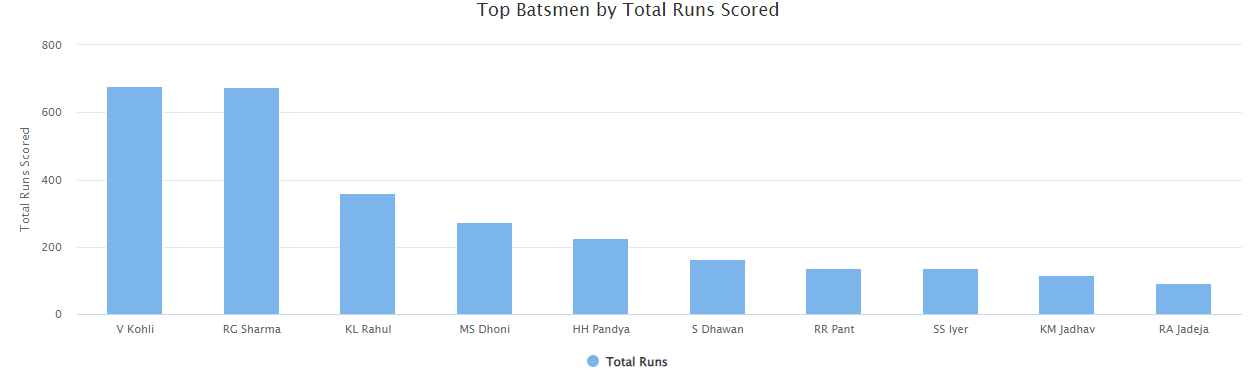 Top Batsmen by Total Runs Scored
Total Runs Scored
800
600
400
200
0
V Kohli RG Sharma KL Rahul MS Dhoni HH Pandya S Dhawan RR Pant SS Iyer KM Jadhav RA Jadeja
Total Runs